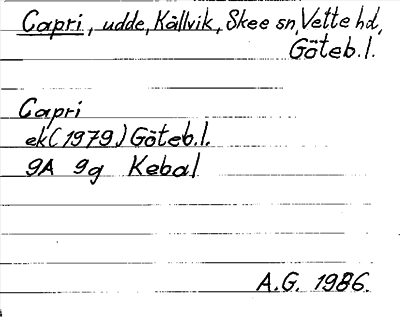 Capri, udde, Källvik, Skee sn, Vette hd,
Göteb.l.
Capri
ek(1979) Göteb.l.
9A 9g Kebal
A.G. 1986.